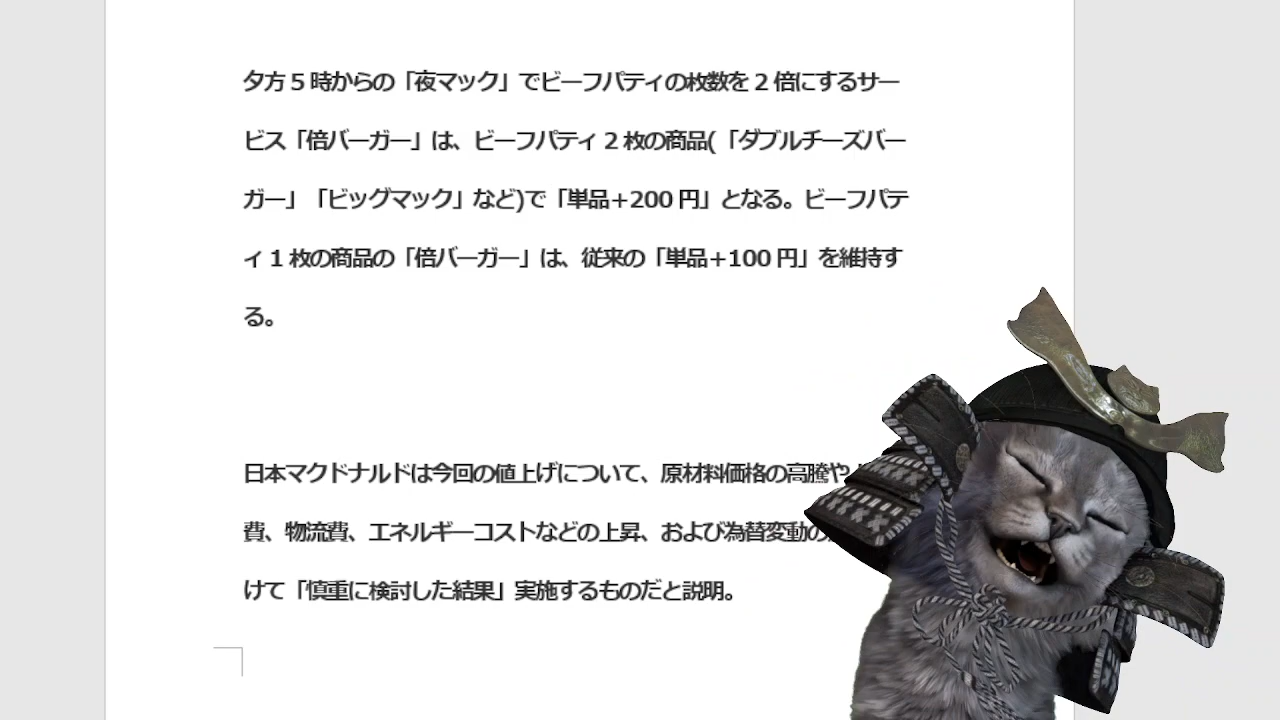 夕方5時からの「夜マック」でビーフパティの枚数を2倍にするサー
ビス「倍バーガー」は、ビーフパティ2枚の商品(「ダブルチーズバー
ガー」「ビッグマック」など)で「単品+200円」となる。ビーフパテ
ィ1枚の商品の「倍バーガー」は、従来の「単品+100円」を維持す
る。
日本マクドナルドは今回の値上げについて、原材料価格の高騰や
費、物流費、エネルギーコストなどの上昇、および為替変動の
けて「慎重に検討した結果」実施するものだと説明。